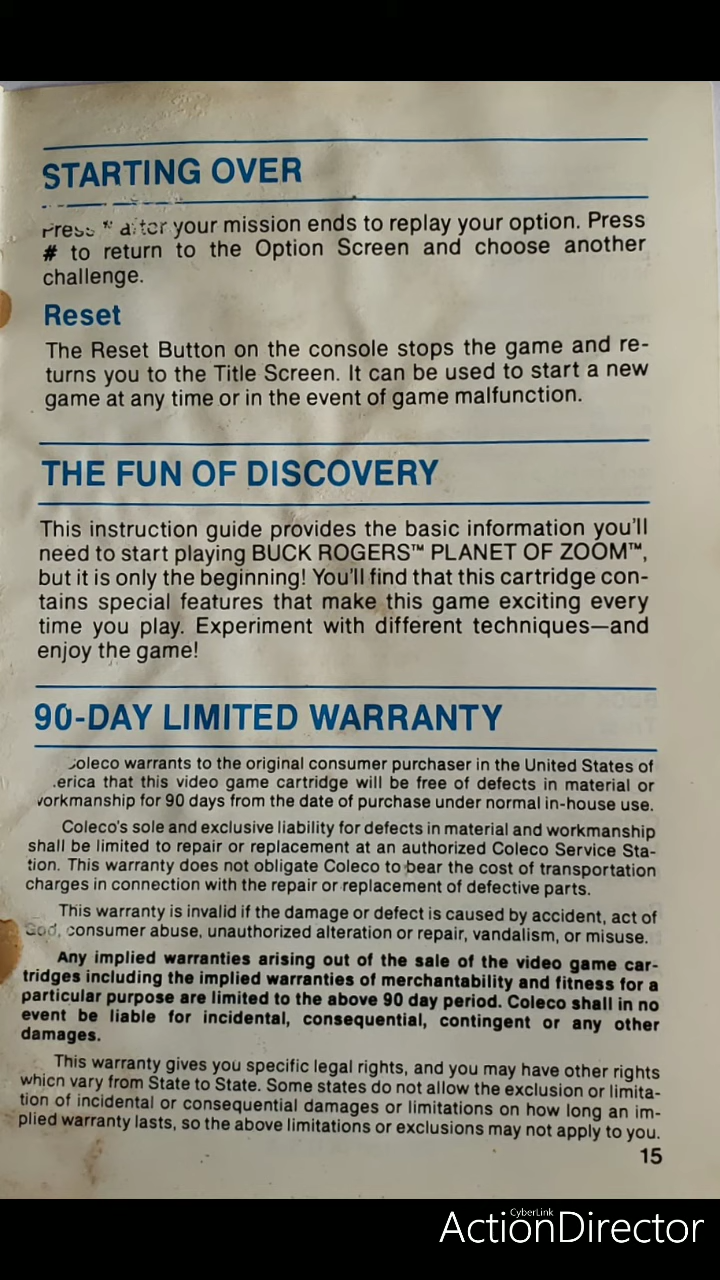 STARTING OVER
Press * after your mission ends to replay your option. Press
# to return to the Option Screen and choose another
challenge.
Reset
The Reset Button on the console stops the game and re-
turns you to the Title Screen. It can be used to start a new
game at any time or in the event of game malfunction.
THE FUN OF DISCOVERY
This instruction guide provides the basic information you'll
need to start playing BUCK ROGERS™ PLANET OF ZOOM™,
but it is only the beginning! You'll find that this cartridge con-
tains special features that make this game exciting every
time you play. Experiment with different techniques—and
enjoy the game!
90-DAY LIMITED WARRANTY
Coleco warrants to the original consumer purchaser in the United States of
erica that this video game cartridge will be free of defects in material or
workmanship for 90 days from the date of purchase under normal in-house use.
Coleco's sole and exclusive liability for defects in material and workmanship
shall be limited to repair or replacement at an authorized Coleco Service Sta-
tion. This warranty does not obligate Coleco to bear the cost of transportation
charges in connection with the repair or replacement of defective parts.
This warranty is invalid if the damage or defect is caused by accident, act of
God, consumer abuse, unauthorized alteration or repair, vandalism, or misuse.
Any implied warranties arising out of the sale of the video game car-
tridges including the implied warranties of merchantability and fitness for a
particular purpose are limited to the above 90 day period. Coleco shall in no
event be liable for incidental, consequential, contingent or any other
damages.
This warranty gives you specific legal rights, and you may have other rights
which vary from State to State. Some states do not allow the exclusion or limita-
tion of incidental or consequential damages or limitations on how long an im-
plied warranty lasts, so the above limitations or exclusions may not apply to you.
15
CyberLink
ActionDirector